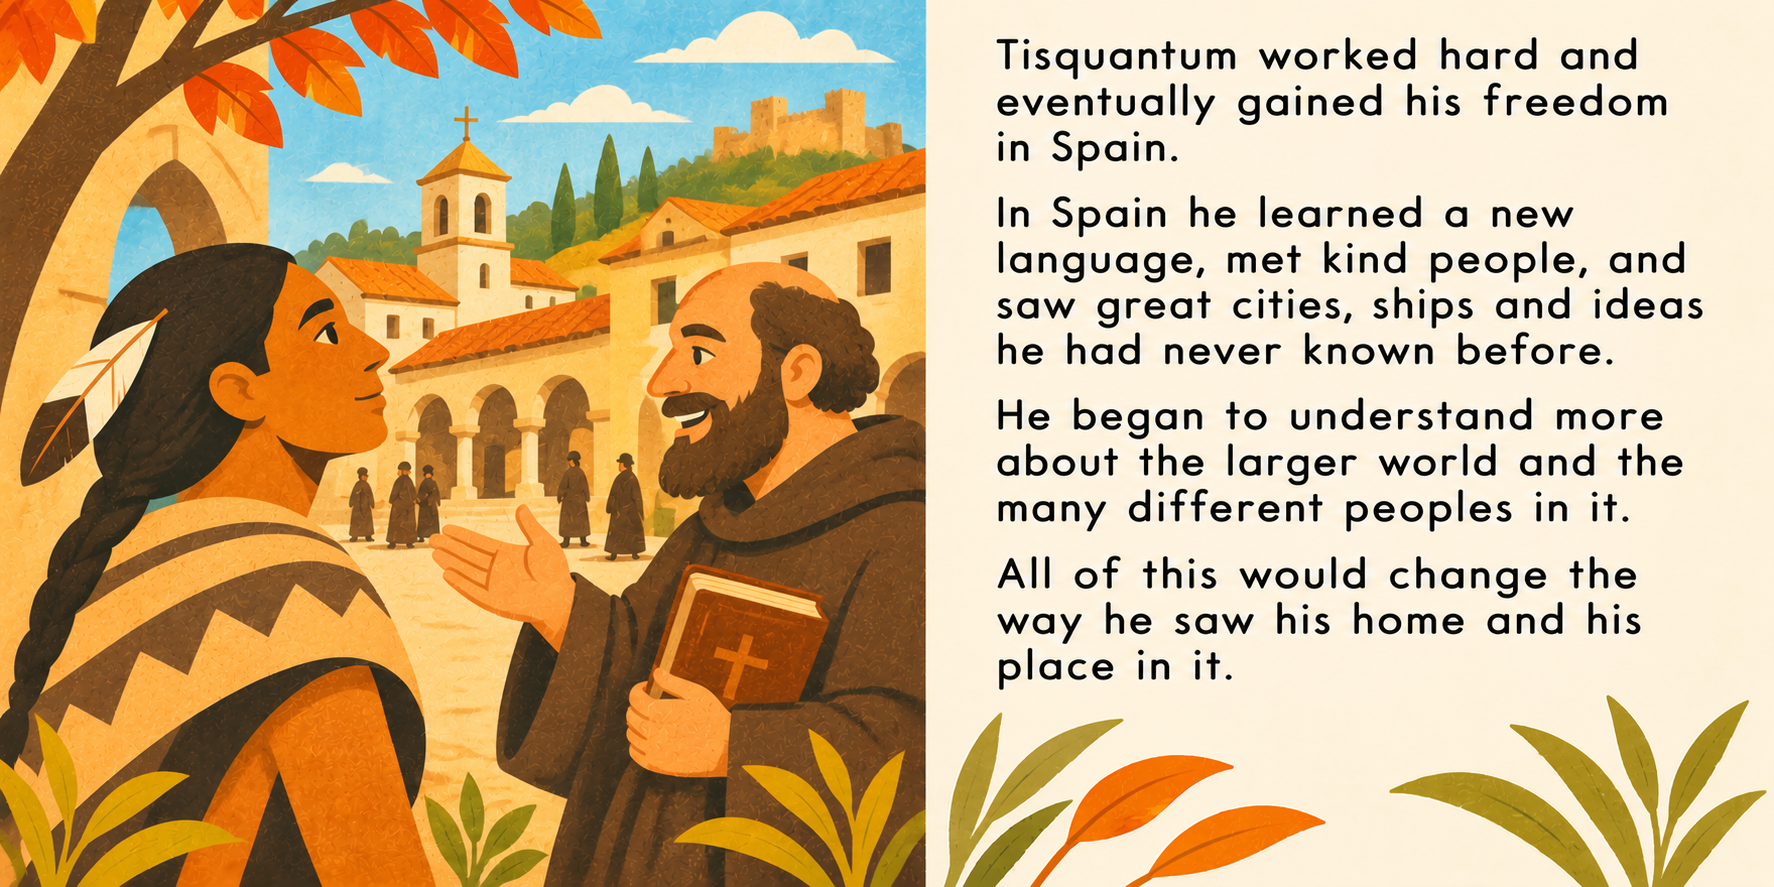 Tisquantum worked hard and
eventually gained his freedom
in Spain.
In Spain he learned a new
language, met kind people, and
saw great cities, ships and ideas
he had never known before.
He began to understand more
about the larger world and the
many different peoples in it.
All of this would change the
way he saw his home and his
place in it.